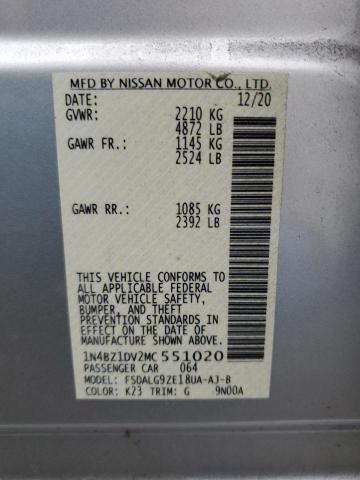 MFD BY NISSAN MOTOR CO., LTD.
DATE: 12/20
GVWR: 2210 KG
4872 LB
GAWR FR.: 1145 KG
2524 LB
GAWR RR.: 1085 KG
2392 LB
THIS VEHICLE CONFORMS TO
ALL APPLICABLE FEDERAL
MOTOR VEHICLE SAFETY,
BUMPER, AND THEFT
PREVENTION STANDARDS IN
EFFECT ON THE DATE OF
MANUFACTURE SHOWN ABOVE.
1N4BZ1DV2MC551020
PASSENGER CAR 064
MODEL: FSDALG9ZE18UA-AJ-B
COLOR: K23 TRIM: G 9N00A